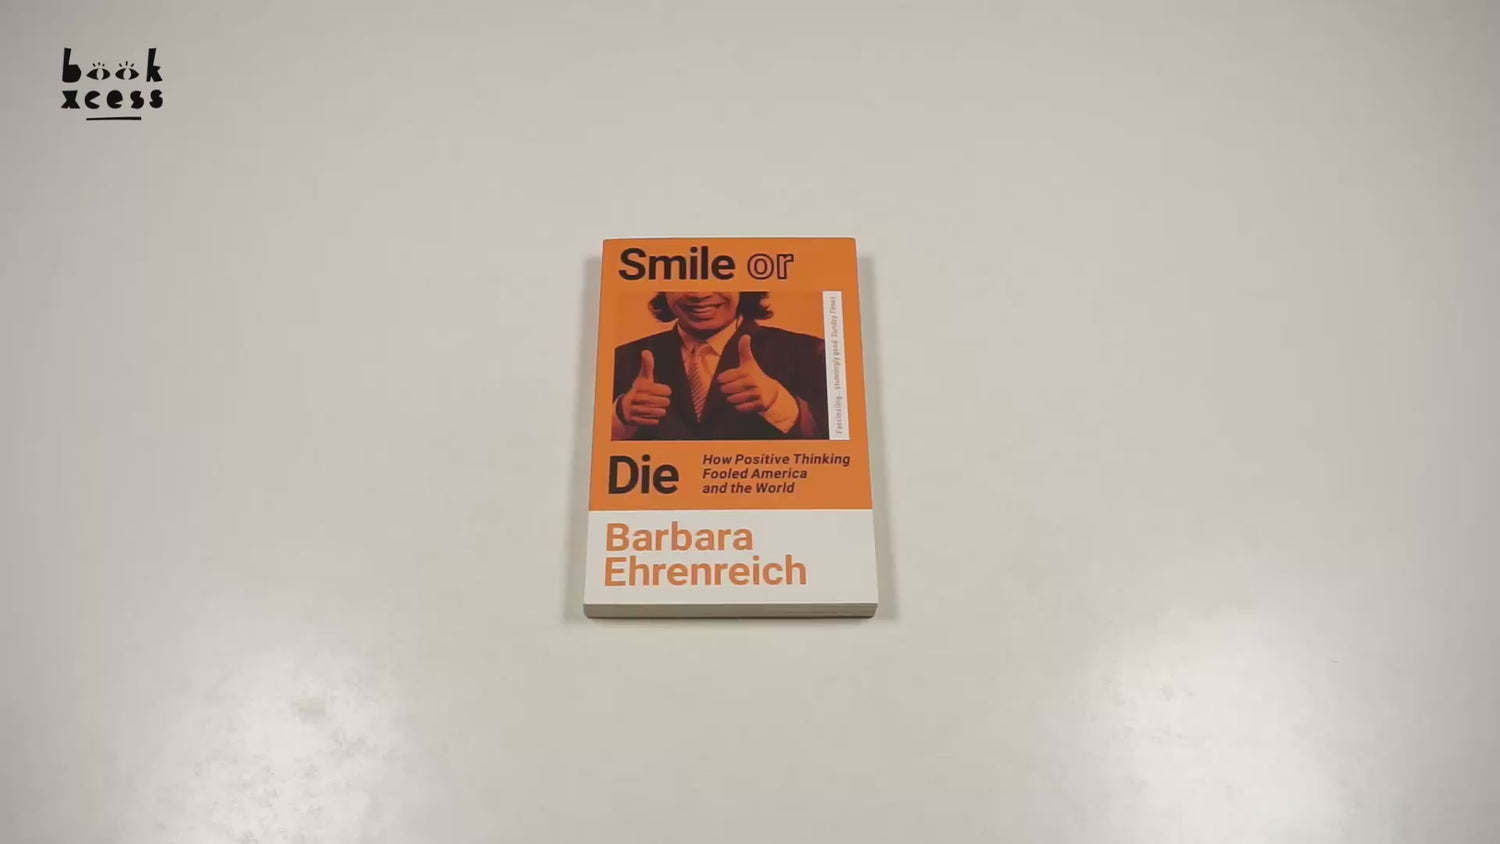 book
xcess
Smile or
Fascinating... stunningly good Sunday Times
Die
How Positive Thinking
Fooled America
and the World
Barbara
Ehrenreich